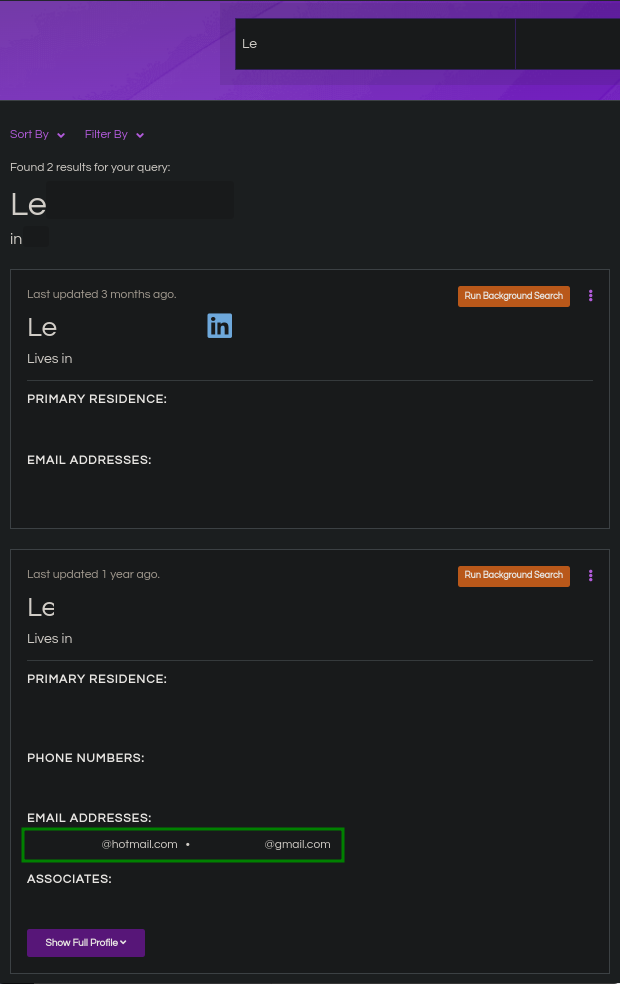 Le
Sort By Filter By
Found 2 results for your query:
Le
in
Last updated 3 months ago. Run Background Search
Le in
Lives in
PRIMARY RESIDENCE:
EMAIL ADDRESSES:
Last updated 1 year ago. Run Background Search
Le
Lives in
PRIMARY RESIDENCE:
PHONE NUMBERS:
EMAIL ADDRESSES:
@hotmail.com • @gmail.com
ASSOCIATES:
Show Full Profile